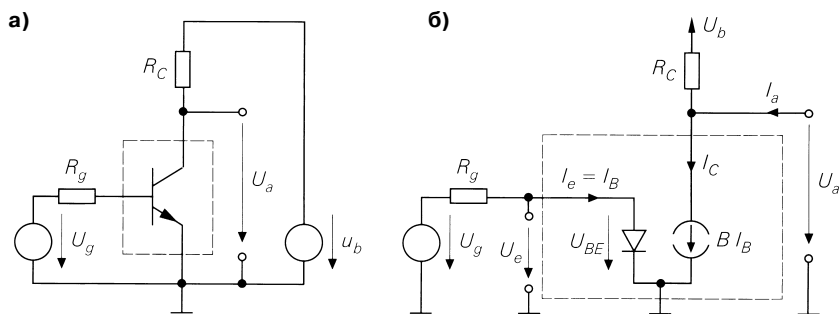 а)
R_C
R_g
U_g
U_a
u_b
б)
U_b
R_C
I_a
I_C
R_g
I_e = I_B
U_g
U_e
U_BE
B I_B
U_a